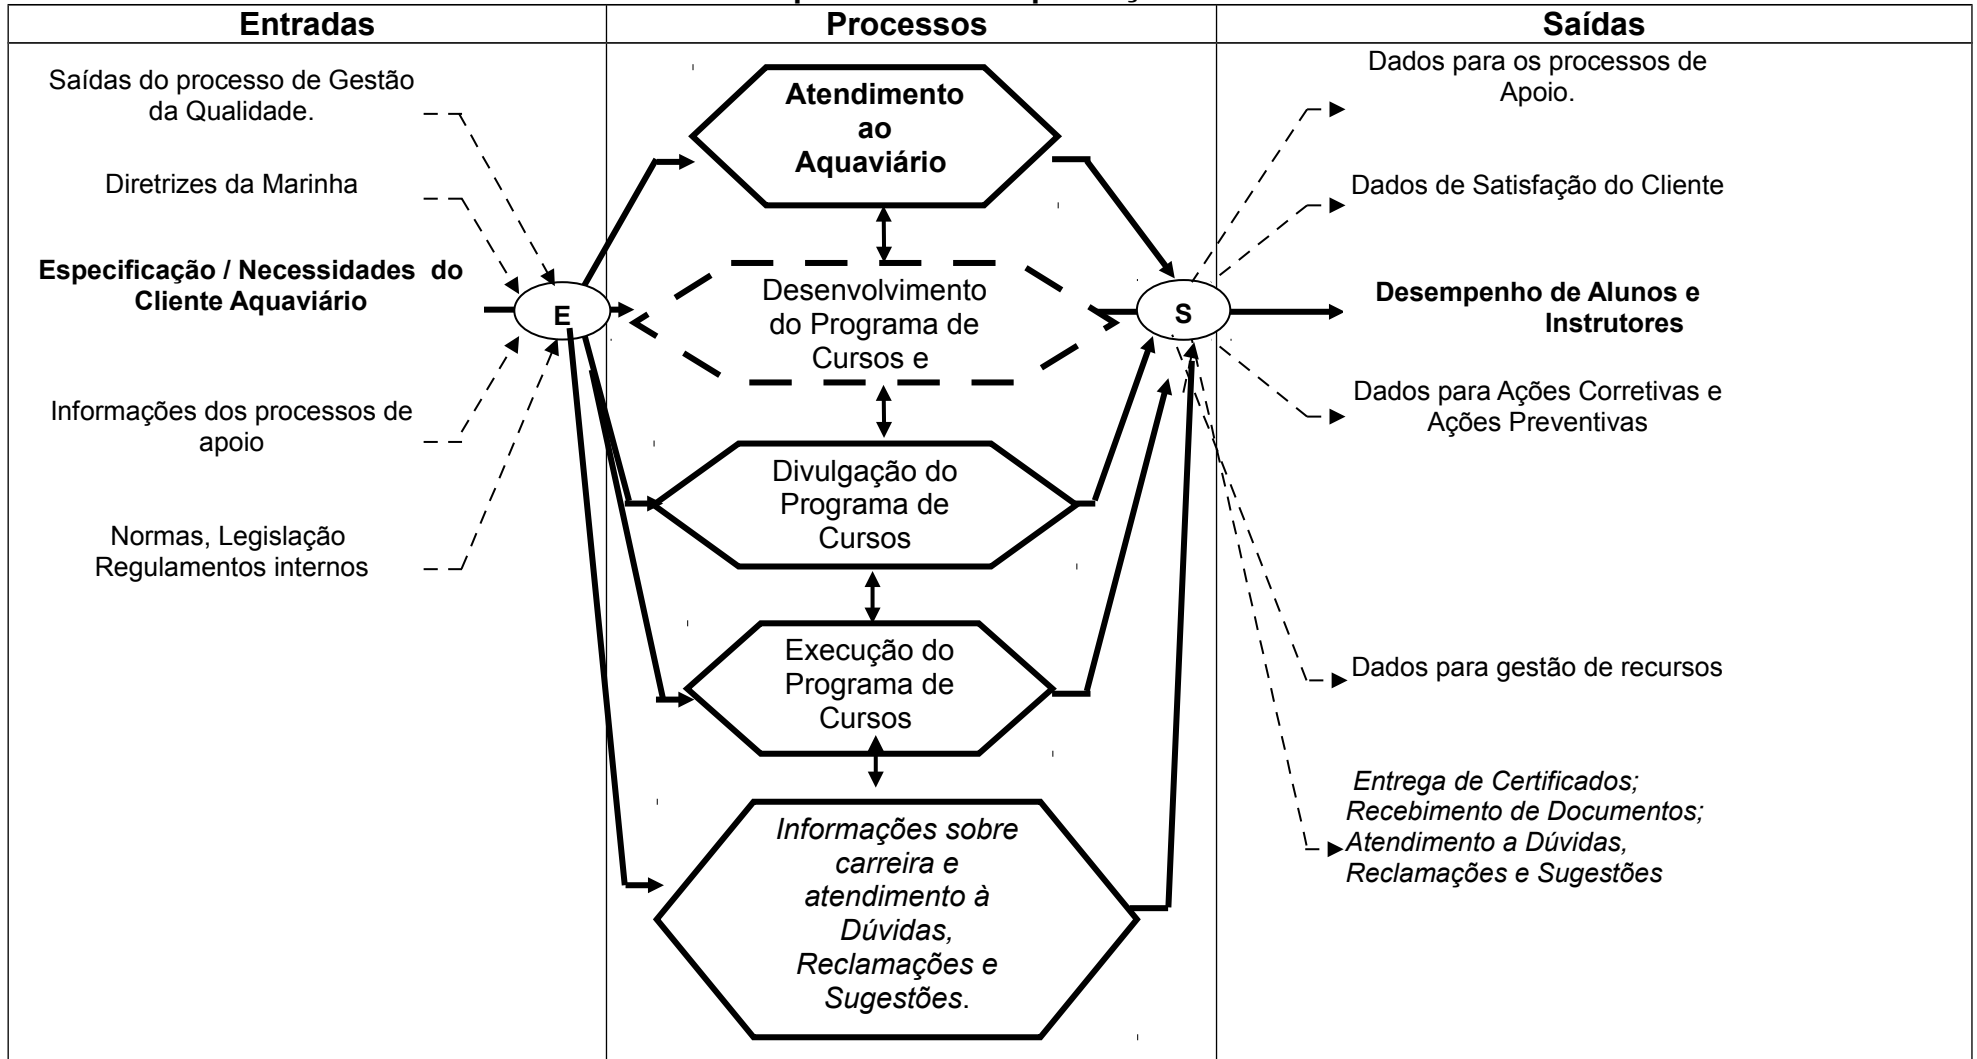 Entradas
Processos
Saídas
Saídas do processo de Gestão
da Qualidade.
Diretrizes da Marinha
Especificação / Necessidades do
Cliente Aquaviário
Informações dos processos de
apoio
Normas, Legislação
Regulamentos internos
E
Atendimento
ao
Aquaviário
Desenvolvimento
do Programa de
Cursos e
Divulgação do
Programa de
Cursos
Execução do
Programa de
Cursos
Informações sobre
carreira e
atendimento à
Dúvidas,
Reclamações e
Sugestões.
S
Dados para os processos de
Apoio.
Dados de Satisfação do Cliente
Desempenho de Alunos e
Instrutores
Dados para Ações Corretivas e
Ações Preventivas
Dados para gestão de recursos
Entrega de Certificados;
Recebimento de Documentos;
Atendimento a Dúvidas,
Reclamações e Sugestões